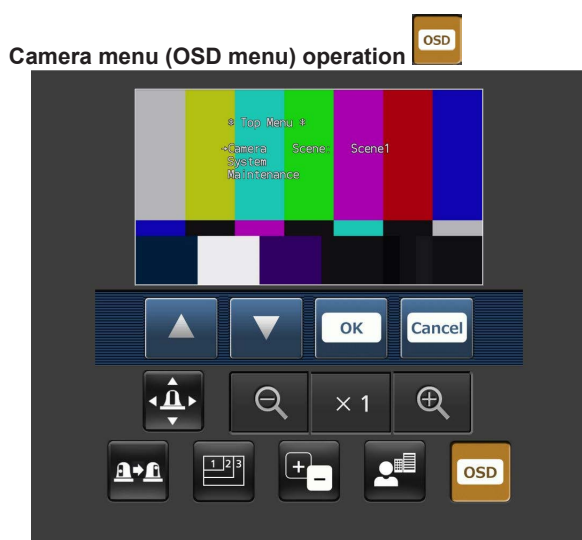 Camera menu (OSD menu) operation OSD
* Top Menu *
→Camera Scene: Scene1
System
Maintenance
OK Cancel
× 1
1 2 3
OSD